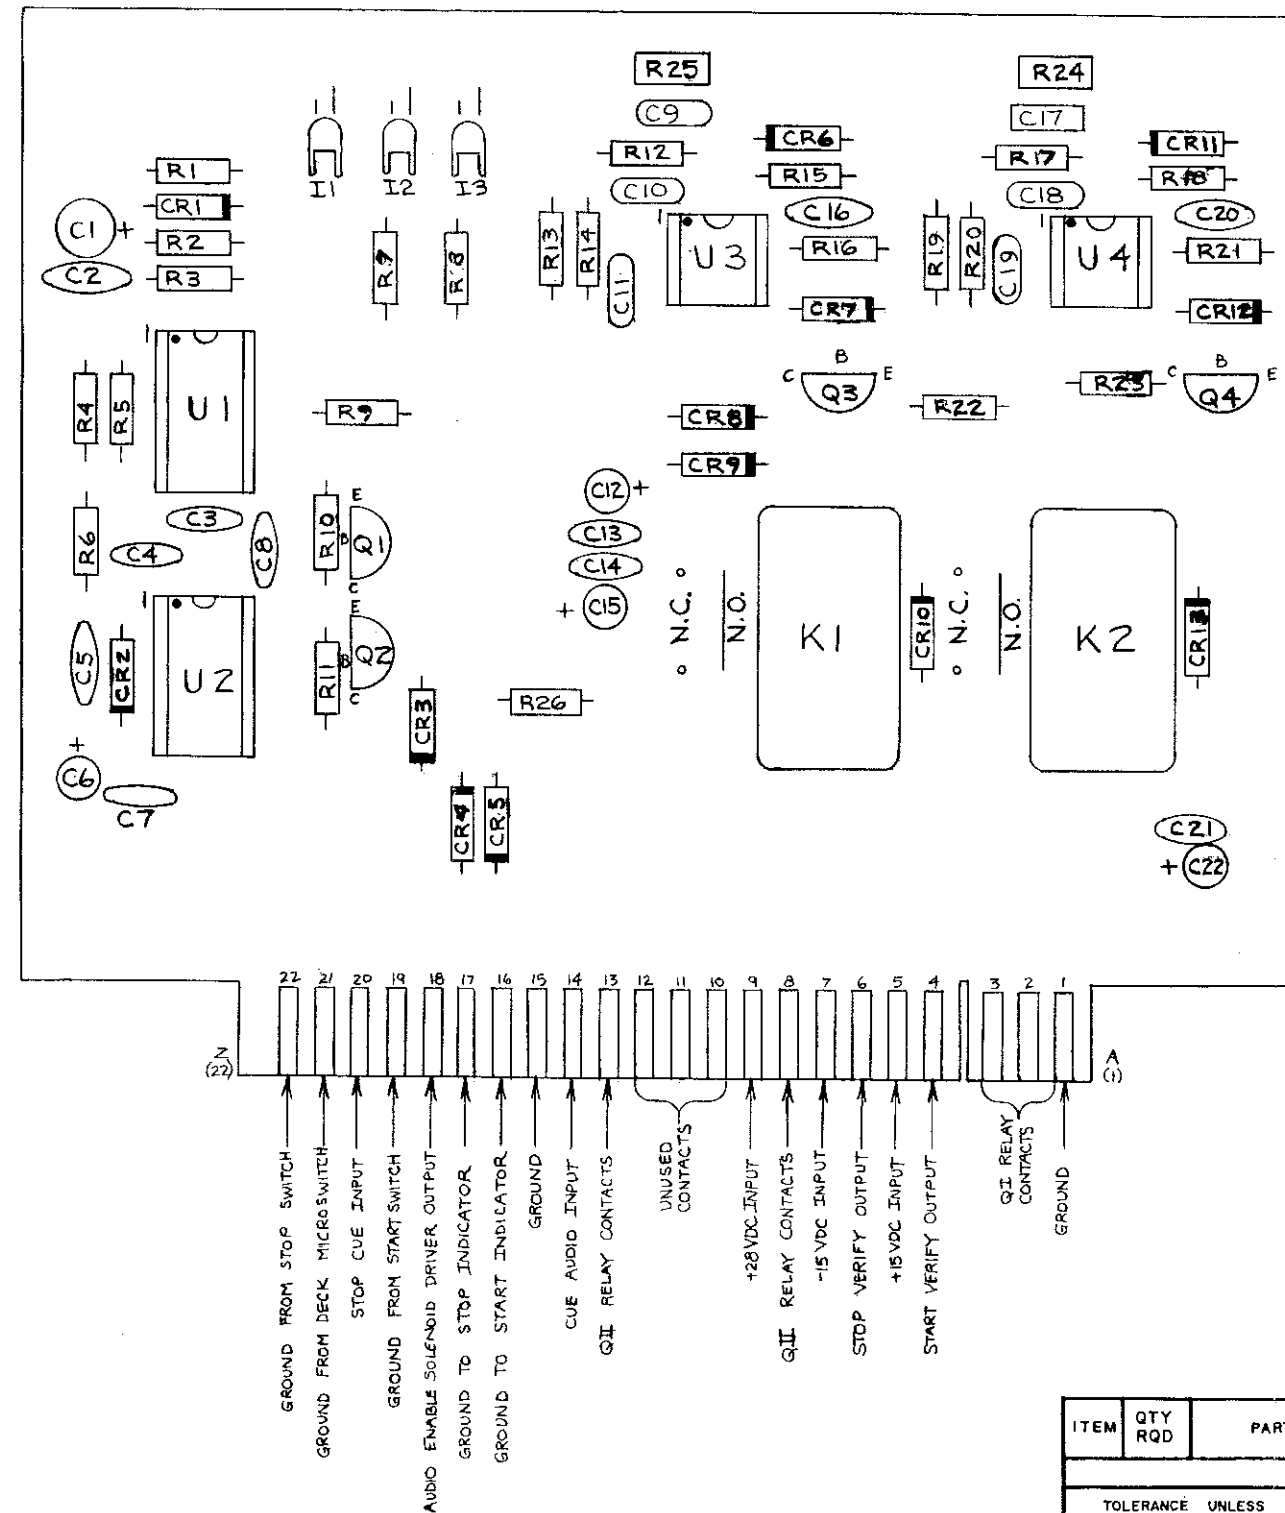 R25
R24
C9
C17
CR6
CR11
R12
R17
R1
R15
R18
I1
I2
I3
C10
C18
CR1
C1
+
C16
C20
R2
R13
R14
1
U3
R16
R19
R20
1
U4
R21
C2
R3
R7
R8
C11
C19
CR7
CR12
1
U1
B
C
E
Q3
B
C
E
Q4
R23
R4
R5
R9
CR8
R22
CR9
C12
+
E
C3
R10
B
Q1
C
C13
R6
C4
C8
C14
1
E
+
C15
N.C.
N.O.
K1
CR10
N.C.
N.O.
K2
CR13
C5
CR2
U2
R11
B
Q2
C
CR3
R26
+
C6
C7
CR4
CR5
C21
+
C22
22
21
20
19
18
17
16
15
14
13
12
11
10
9
8
7
6
5
4
3
2
1
Z
(22)
A
(1)
GROUND FROM STOP SWITCH
GROUND FROM DECK MICROSWITCH
STOP CUE INPUT
GROUND FROM START SWITCH
AUDIO ENABLE SOLENOID DRIVER OUTPUT
GROUND TO STOP INDICATOR
GROUND TO START INDICATOR
GROUND
CUE AUDIO INPUT
QII RELAY CONTACTS
UNUSED
CONTACTS
+28VDC INPUT
QII RELAY CONTACTS
-15VDC INPUT
STOP VERIFY OUTPUT
+15VDC INPUT
START VERIFY OUTPUT
QI RELAY
CONTACTS
GROUND
ITEM
QTY
RQD
PART
TOLERANCE UNLESS